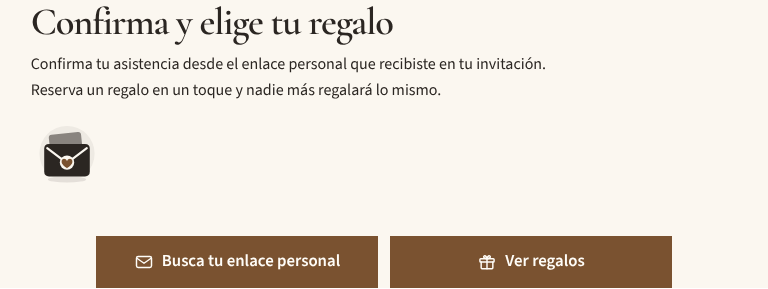 Confirma y elige tu regalo
Confirma tu asistencia desde el enlace personal que recibiste en tu invitación.
Reserva un regalo en un toque y nadie más regalará lo mismo.
Busca tu enlace personal
Ver regalos